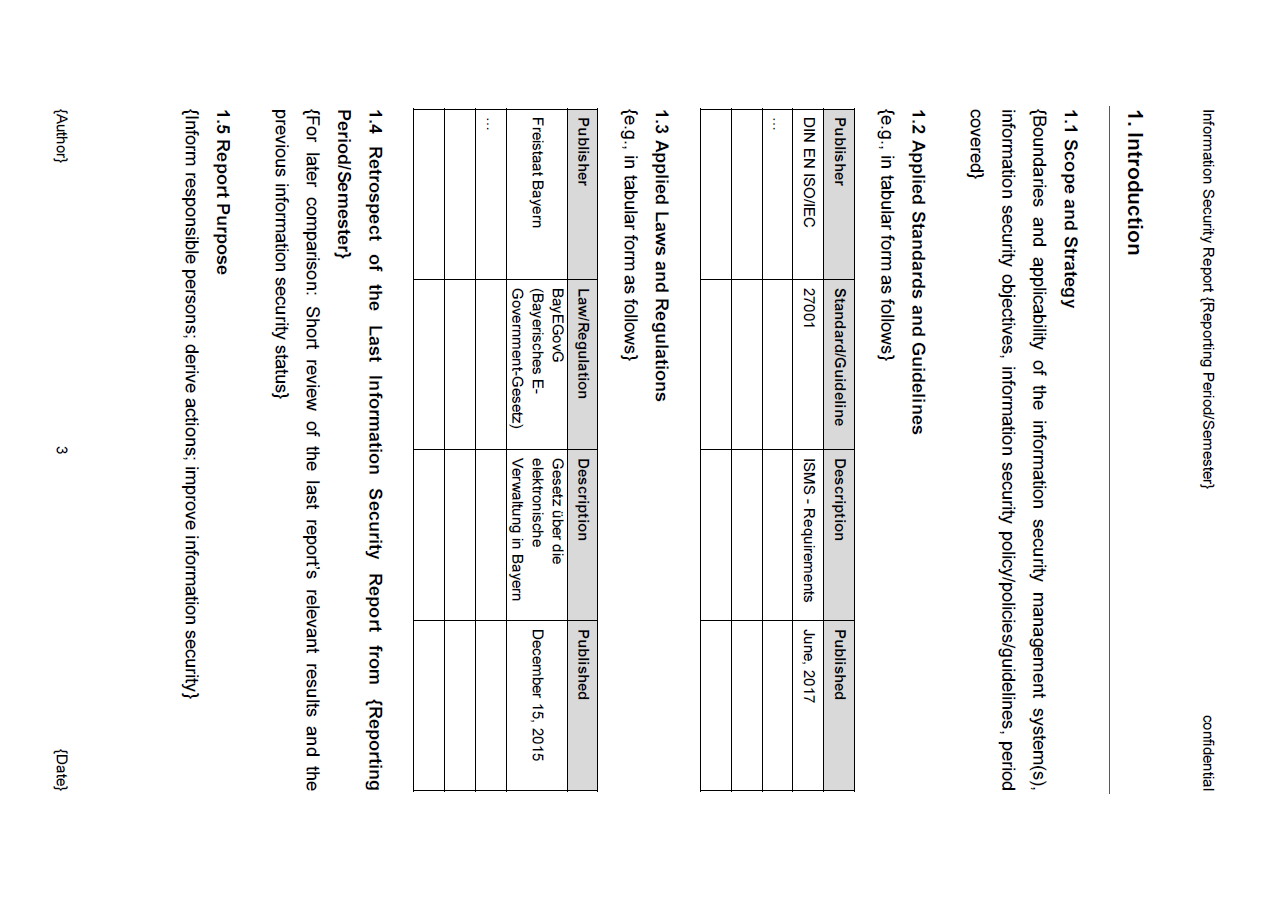 Information Security Report {Reporting Period/Semester} confidential
1. Introduction
1.1 Scope and Strategy
{Boundaries and applicability of the information security management system(s),
information security objectives, information security policy/policies/guidelines, period
covered}
1.2 Applied Standards and Guidelines
{e.g., in tabular form as follows}
Publisher Standard/Guideline Description Published
DIN EN ISO/IEC 27001 ISMS - Requirements June, 2017
...
1.3 Applied Laws and Regulations
{e.g., in tabular form as follows}
Publisher Law/Regulation Description Published
BayEGovG Gesetz über die
Freistaat Bayern (Bayerisches E- elektronische December 15, 2015
Government-Gesetz) Verwaltung in Bayern
...
1.4 Retrospect of the Last Information Security Report from {Reporting
Period/Semester}
{For later comparison: Short review of the last report's relevant results and the
previous information security status}
1.5 Report Purpose
{Inform responsible persons; derive actions; improve information security}
{Author} 3 {Date}